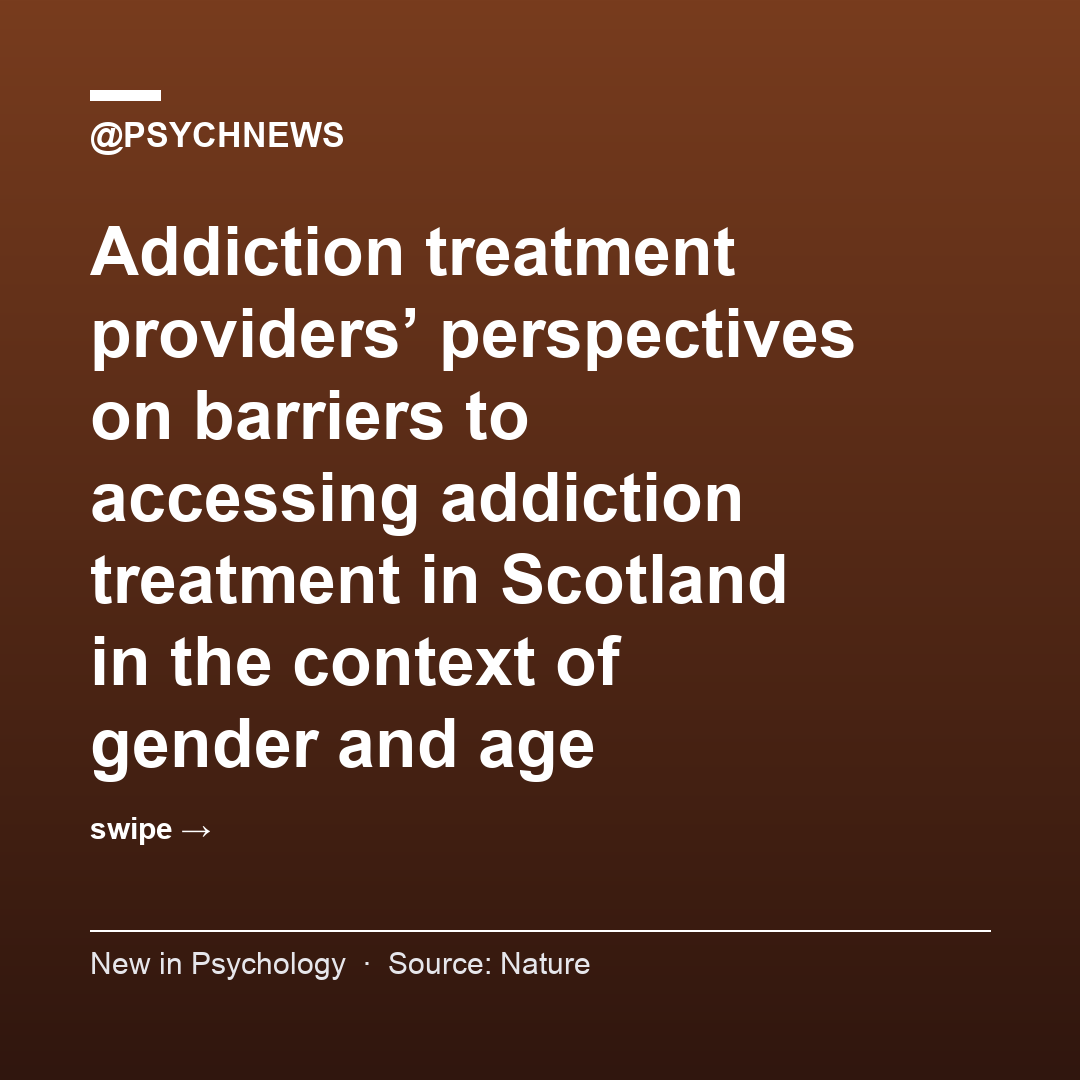 @PSYCHNEWS
Addiction treatment
providers’ perspectives
on barriers to
accessing addiction
treatment in Scotland
in the context of
gender and age
swipe →
New in Psychology · Source: Nature